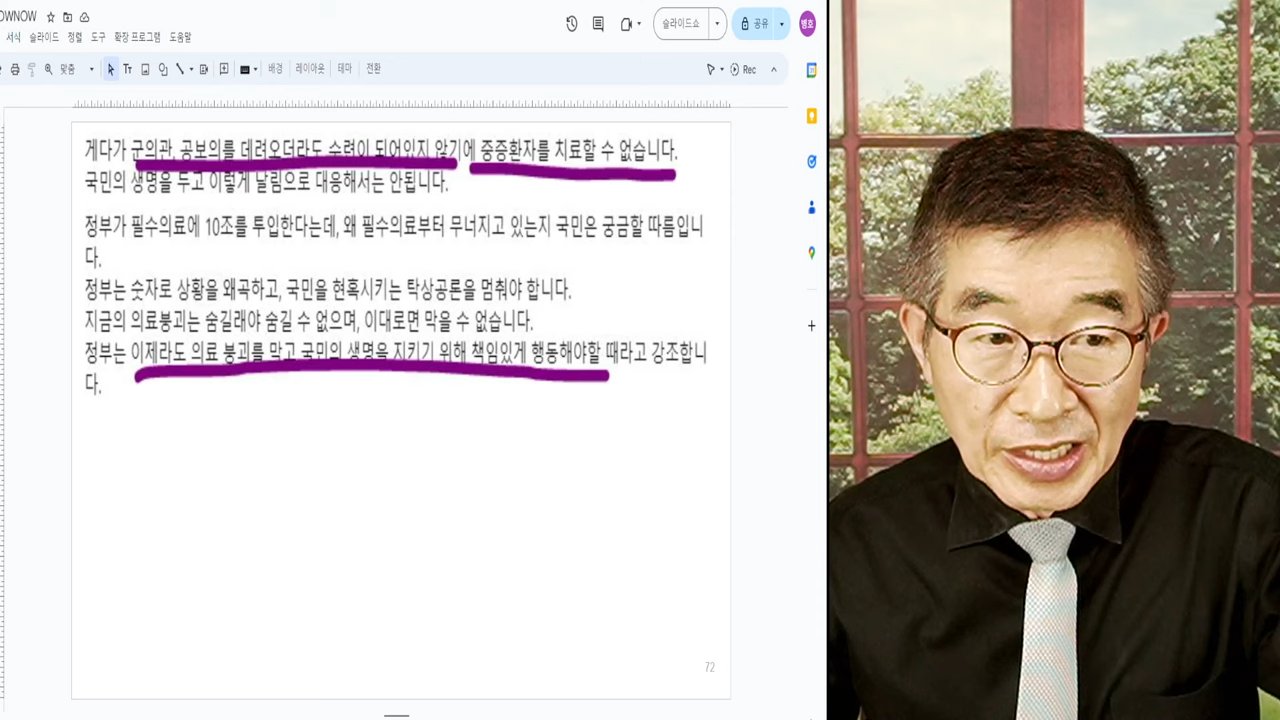 OWNOW
서식 슬라이드 정렬 도구 확장 프로그램 도움말
슬라이드쇼
공유
병호
맞춤
Tт
배경 레이아웃 테마 전환
Rec
게다가 군의관, 공보의를 데려오더라도 수련이 되어있지 않기에 중증환자를 치료할 수 없습니다.
국민의 생명을 두고 이렇게 날림으로 대응해서는 안됩니다.
정부가 필수의료에 10조를 투입한다는데, 왜 필수의료부터 무너지고 있는지 국민은 궁금할 따름입니
다.
정부는 숫자로 상황을 왜곡하고, 국민을 현혹시키는 탁상공론을 멈춰야 합니다.
지금의 의료붕괴는 숨길래야 숨길 수 없으며, 이대로면 막을 수 없습니다.
정부는 이제라도 의료 붕괴를 막고 국민의 생명을 지키기 위해 책임있게 행동해야할 때라고 강조합니
다.
72